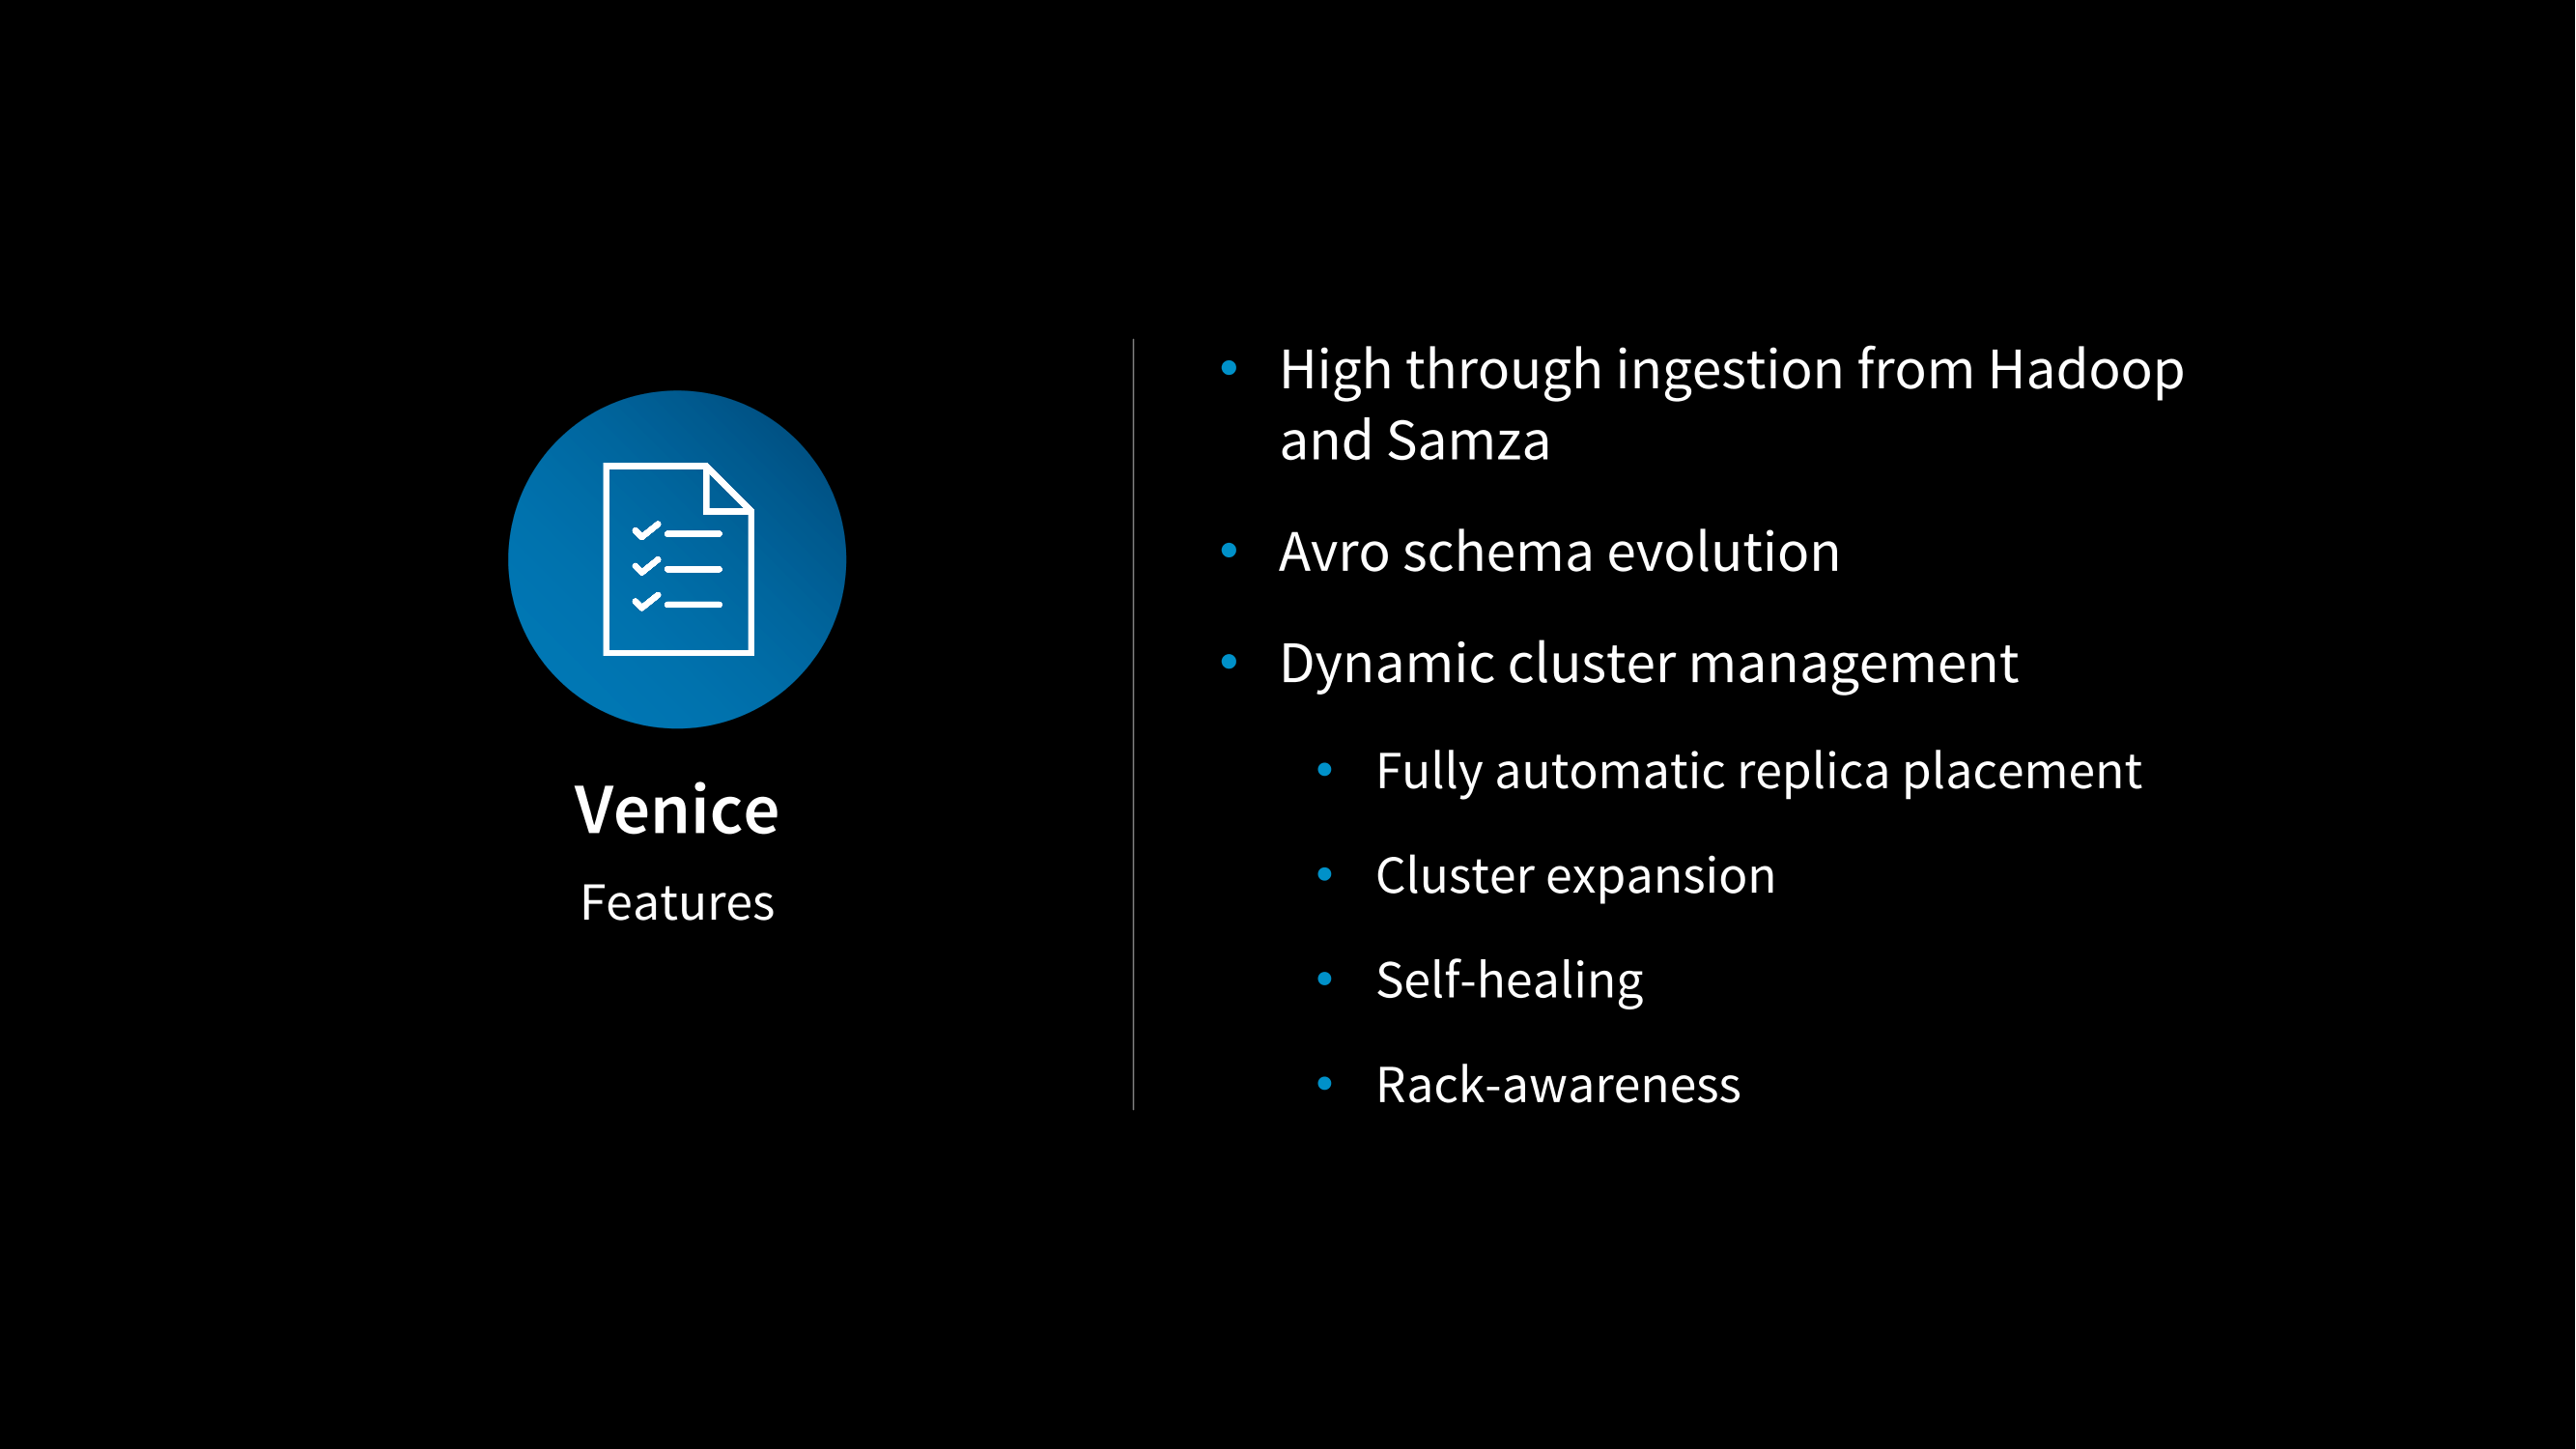 Venice
Features
• High through ingestion from Hadoop
and Samza
• Avro schema evolution
• Dynamic cluster management
• Fully automatic replica placement
• Cluster expansion
• Self-healing
• Rack-awareness